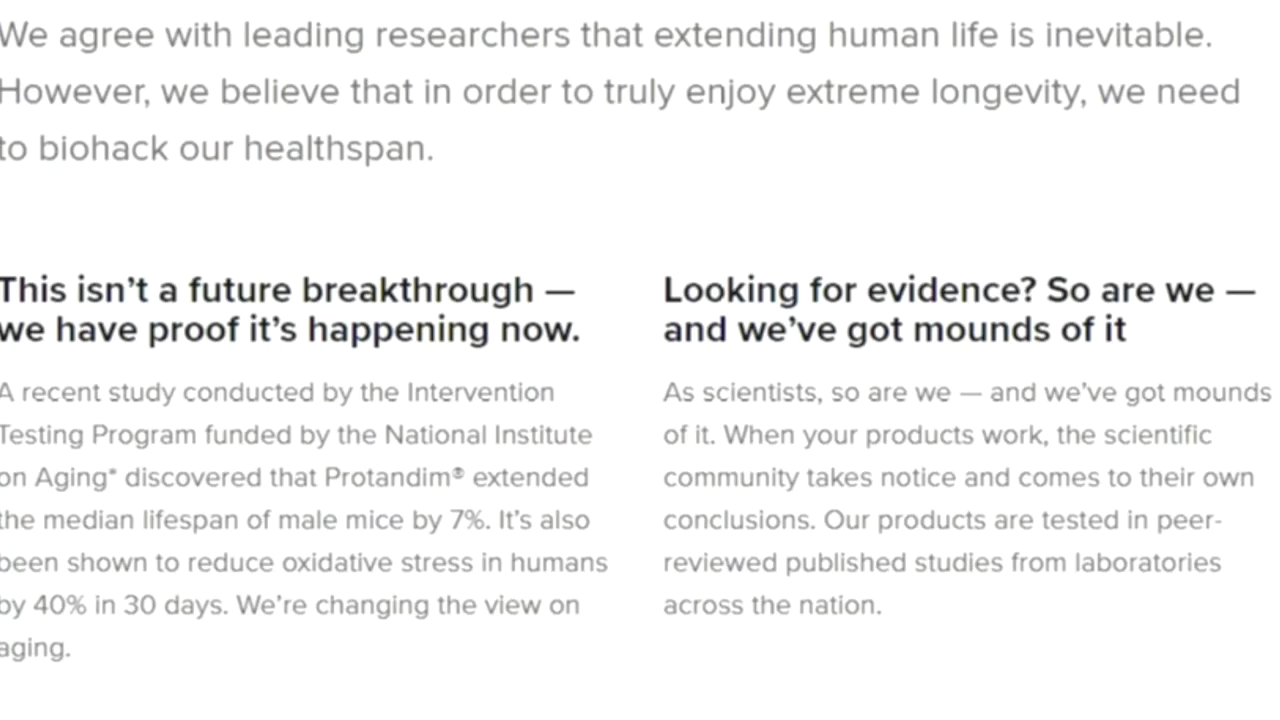 We agree with leading researchers that extending human life is inevitable.
However, we believe that in order to truly enjoy extreme longevity, we need
to biohack our healthspan.
This isn’t a future breakthrough —
we have proof it’s happening now.
A recent study conducted by the Intervention
Testing Program funded by the National Institute
on Aging* discovered that Protandim® extended
the median lifespan of male mice by 7%. It’s also
been shown to reduce oxidative stress in humans
by 40% in 30 days. We’re changing the view on
aging.
Looking for evidence? So are we —
and we’ve got mounds of it
As scientists, so are we — and we’ve got mounds
of it. When your products work, the scientific
community takes notice and comes to their own
conclusions. Our products are tested in peer-
reviewed published studies from laboratories
across the nation.